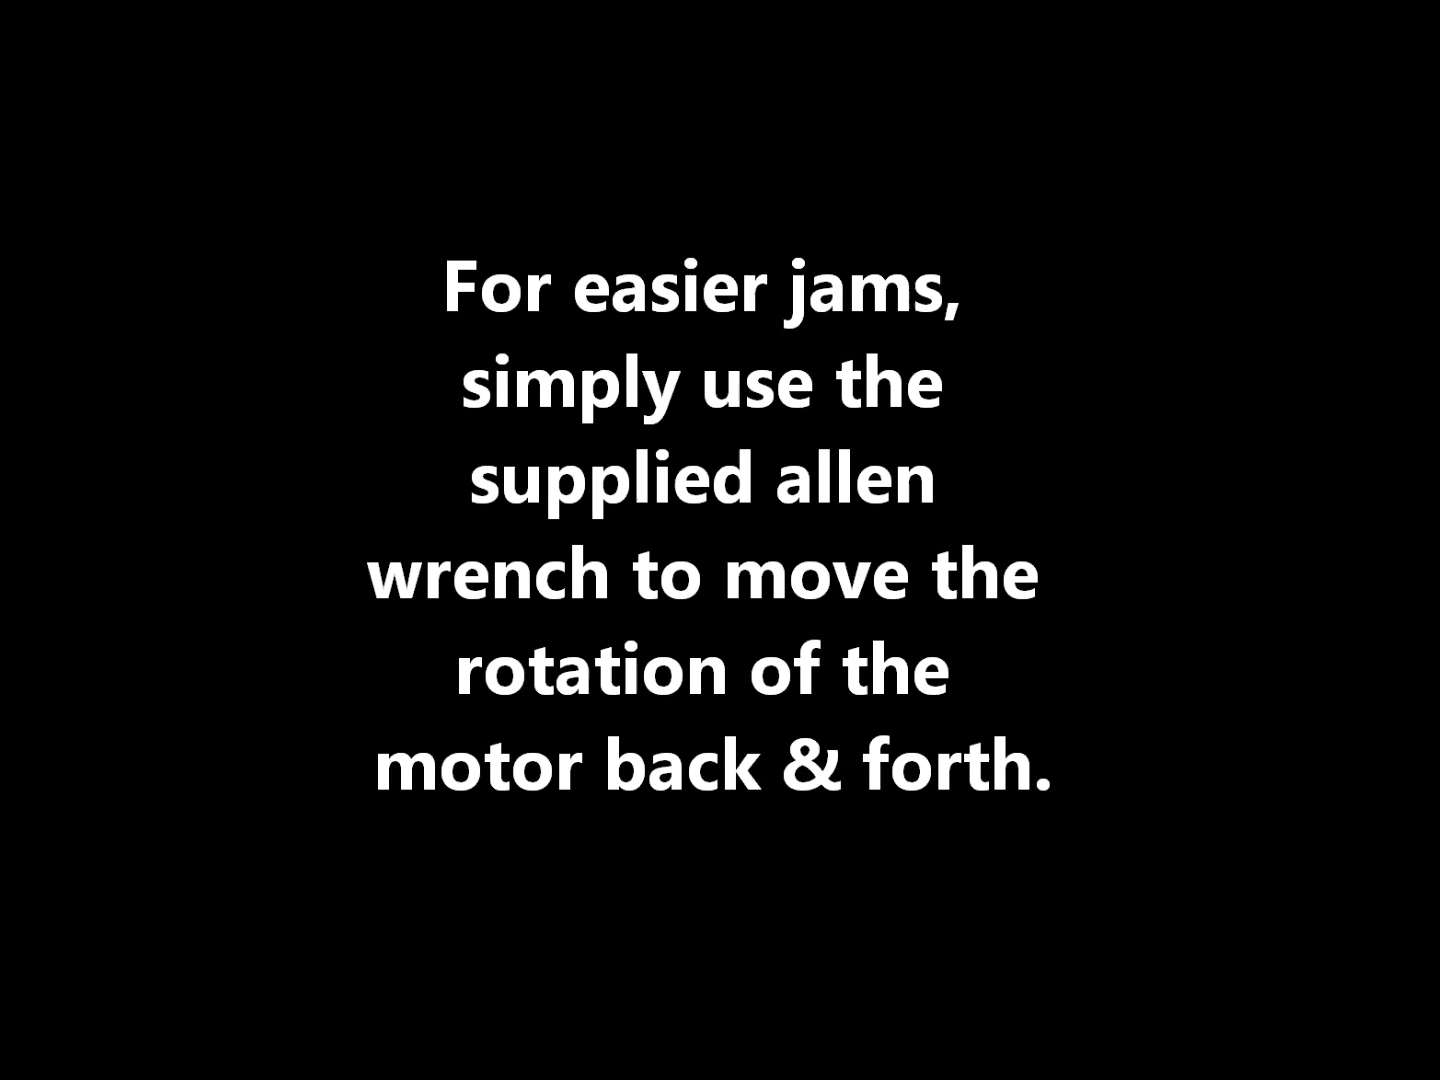 For easier jams,
simply use the
supplied allen
wrench to move the
rotation of the
motor back & forth.